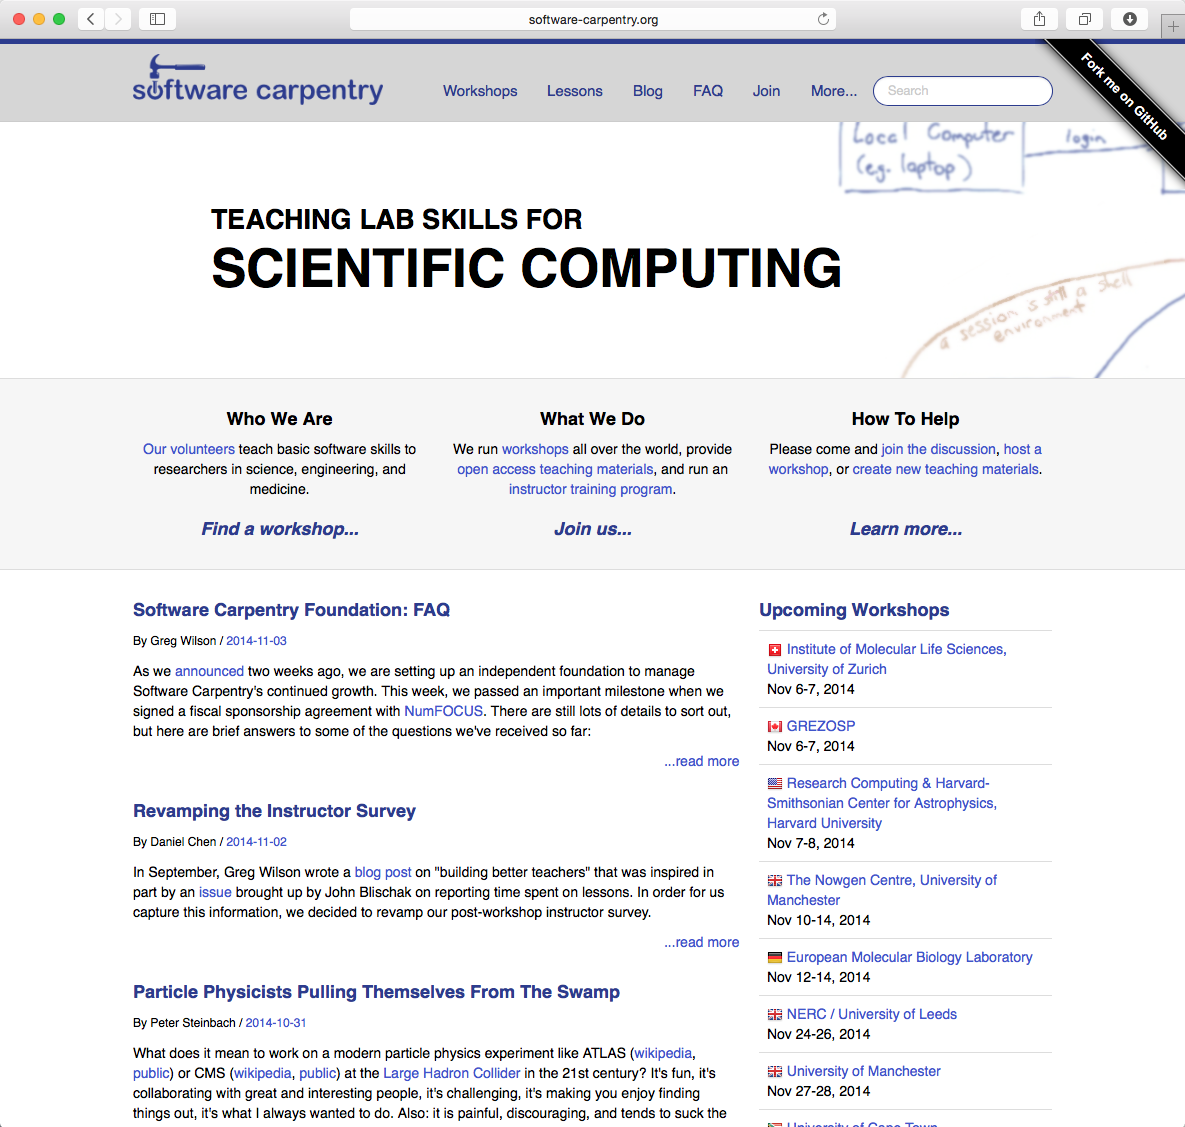 software-carpentry.org
software carpentry
Workshops Lessons Blog FAQ Join More... Search
Fork me on GitHub
Local Computer
(eg. laptop)
login
TEACHING LAB SKILLS FOR
SCIENTIFIC COMPUTING
a session is still a shell
environment
Who We Are
Our volunteers teach basic software skills to
researchers in science, engineering, and
medicine.
Find a workshop...
What We Do
We run workshops all over the world, provide
open access teaching materials, and run an
instructor training program.
Join us...
How To Help
Please come and join the discussion, host a
workshop, or create new teaching materials.
Learn more...
Software Carpentry Foundation: FAQ
By Greg Wilson / 2014-11-03
As we announced two weeks ago, we are setting up an independent foundation to manage
Software Carpentry's continued growth. This week, we passed an important milestone when we
signed a fiscal sponsorship agreement with NumFOCUS. There are still lots of details to sort out,
but here are brief answers to some of the questions we've received so far:
...read more
Revamping the Instructor Survey
By Daniel Chen / 2014-11-02
In September, Greg Wilson wrote a blog post on "building better teachers" that was inspired in
part by an issue brought up by John Blischak on reporting time spent on lessons. In order for us
capture this information, we decided to revamp our post-workshop instructor survey.
...read more
Particle Physicists Pulling Themselves From The Swamp
By Peter Steinbach / 2014-10-31
What does it mean to work on a modern particle physics experiment like ATLAS (wikipedia,
public) or CMS (wikipedia, public) at the Large Hadron Collider in the 21st century? It's fun, it's
collaborating with great and interesting people, it's challenging, it's making you enjoy finding
things out, it's what I always wanted to do. Also: it is painful, discouraging, and tends to suck the
Upcoming Workshops
Institute of Molecular Life Sciences,
University of Zurich
Nov 6-7, 2014
GREZOSP
Nov 6-7, 2014
Research Computing & Harvard-
Smithsonian Center for Astrophysics,
Harvard University
Nov 7-8, 2014
The Nowgen Centre, University of
Manchester
Nov 10-14, 2014
European Molecular Biology Laboratory
Nov 12-14, 2014
NERC / University of Leeds
Nov 24-26, 2014
University of Manchester
Nov 27-28, 2014
University of Cape Town